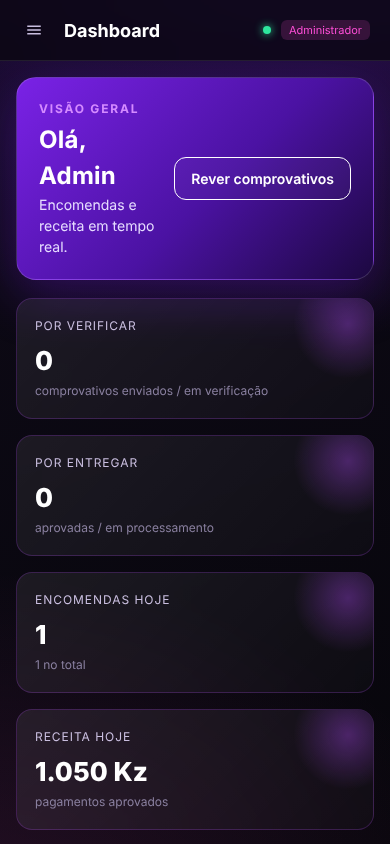 Dashboard
Administrador
VISÃO GERAL
Olá,
Admin
Encomendas e
receita em tempo
real.
Rever comprovativos
POR VERIFICAR
0
comprovativos enviados / em verificação
POR ENTREGAR
0
aprovadas / em processamento
ENCOMENDAS HOJE
1
1 no total
RECEITA HOJE
1.050 Kz
pagamentos aprovados